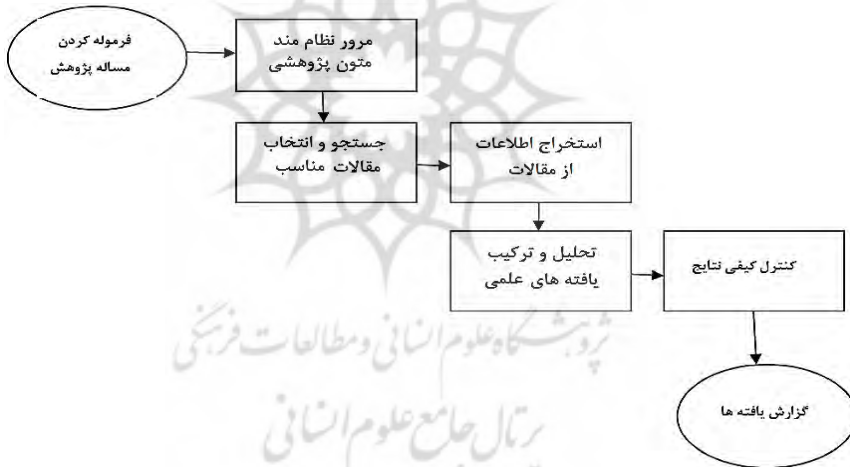 فرموله کردن
مساله پژوهش
مرور نظام مند
متون پژوهشی
جستجو و انتخاب
مقالات مناسب
استخراج اطلاعات
از مقالات
تحلیل و ترکیب
یافته های علمی
کنترل کیفی نتایج
گزارش یافته ها
پژوهشگاه علوم انسانی و مطالعات فرهنگی
پرتال جامع علوم انسانی